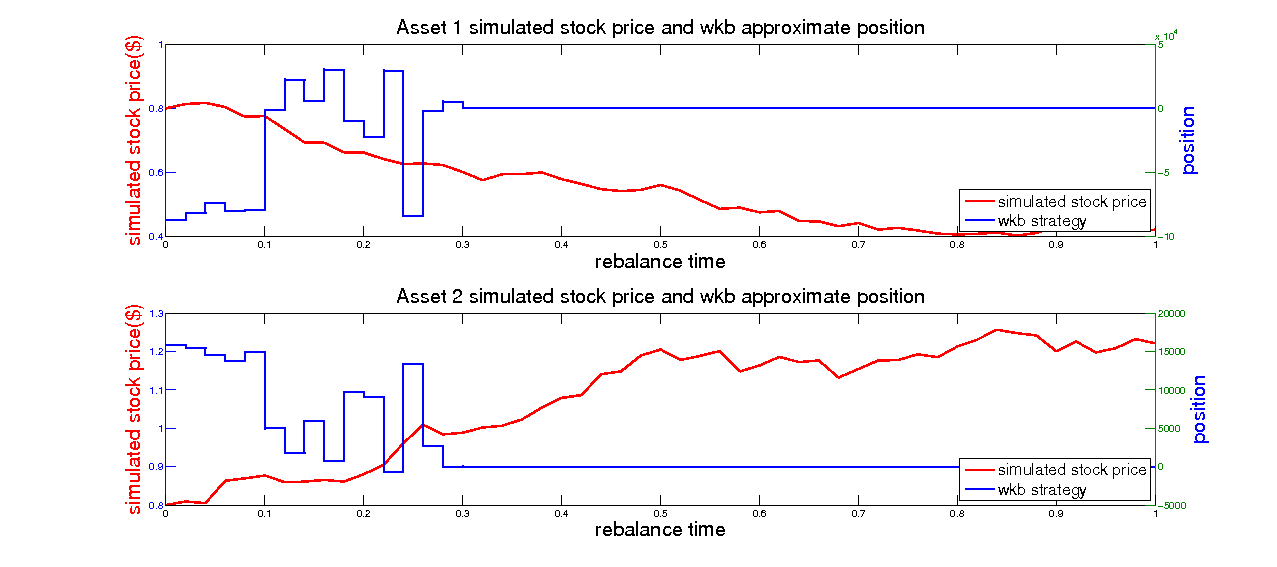 Asset 1 simulated stock price and wkb approximate position
simulated stock price($)
1
0.8
0.6
0.4
x 10^4
5
0
−5
−10
position
simulated stock price
wkb strategy
0 0.1 0.2 0.3 0.4 0.5 0.6 0.7 0.8 0.9 1
rebalance time
Asset 2 simulated stock price and wkb approximate position
simulated stock price($)
1.3
1.2
1.1
1
0.9
0.8
20000
15000
10000
5000
0
−5000
position
simulated stock price
wkb strategy
0 0.1 0.2 0.3 0.4 0.5 0.6 0.7 0.8 0.9 1
rebalance time